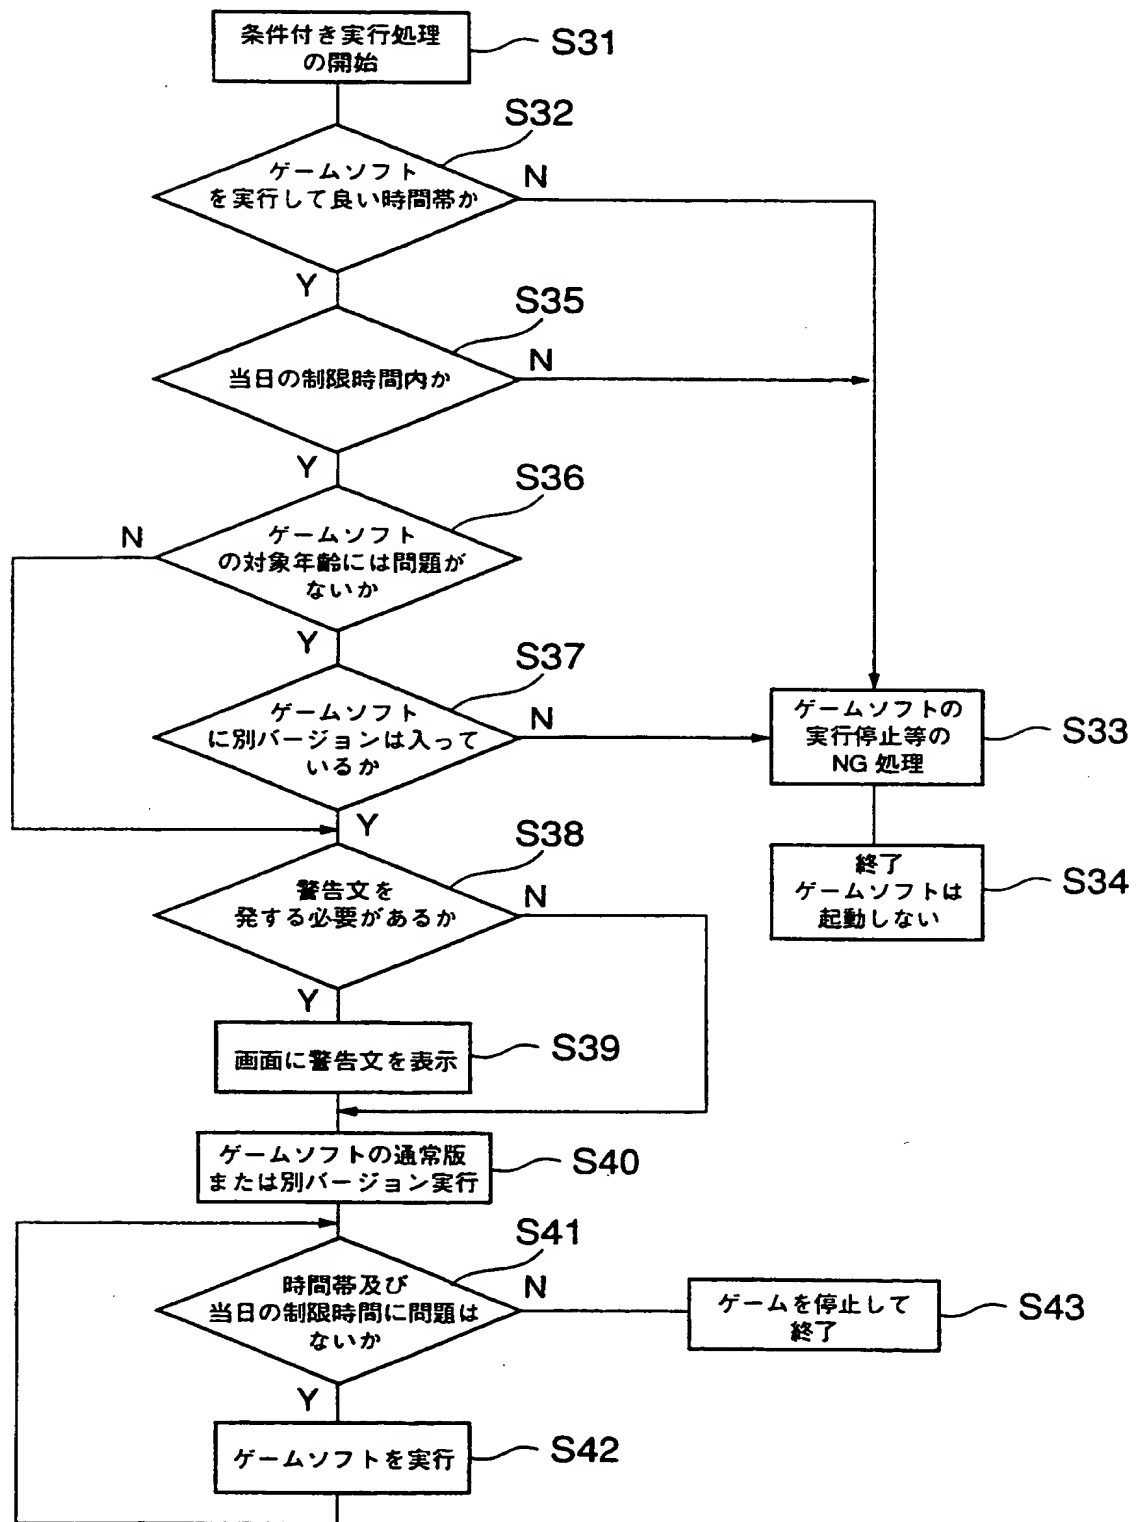 条件付き実行処理
の開始
S31
S32
ゲームソフト
を実行して良い時間帯か
N
Y
S35
当日の制限時間内か
N
Y
S36
ゲームソフト
の対象年齢には問題が
ないか
N
Y
S37
ゲームソフト
に別バージョンは入って
いるか
N
Y
ゲームソフトの
実行停止等の
NG 処理
S33
終了
ゲームソフトは
起動しない
S34
S38
警告文を
発する必要があるか
N
Y
画面に警告文を表示
S39
ゲームソフトの通常版
または別バージョン実行
S40
S41
時間帯及び
当日の制限時間に問題は
ないか
N
Y
ゲームを停止して
終了
S43
ゲームソフトを実行
S42